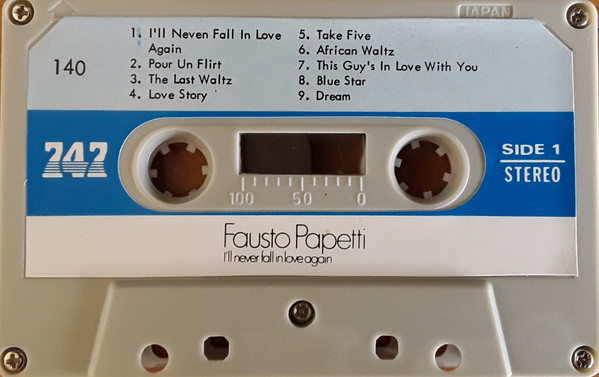 JAPAN
140
1. I'll Never Fall In Love
Again
2. Pour Un Flirt
3. The Last Waltz
4. Love Story
5. Take Five
6. African Waltz
7. This Guy's In Love With You
8. Blue Star
9. Dream
747
SIDE 1
STEREO
100 50 0
Fausto Papetti
I'll never fall in love again